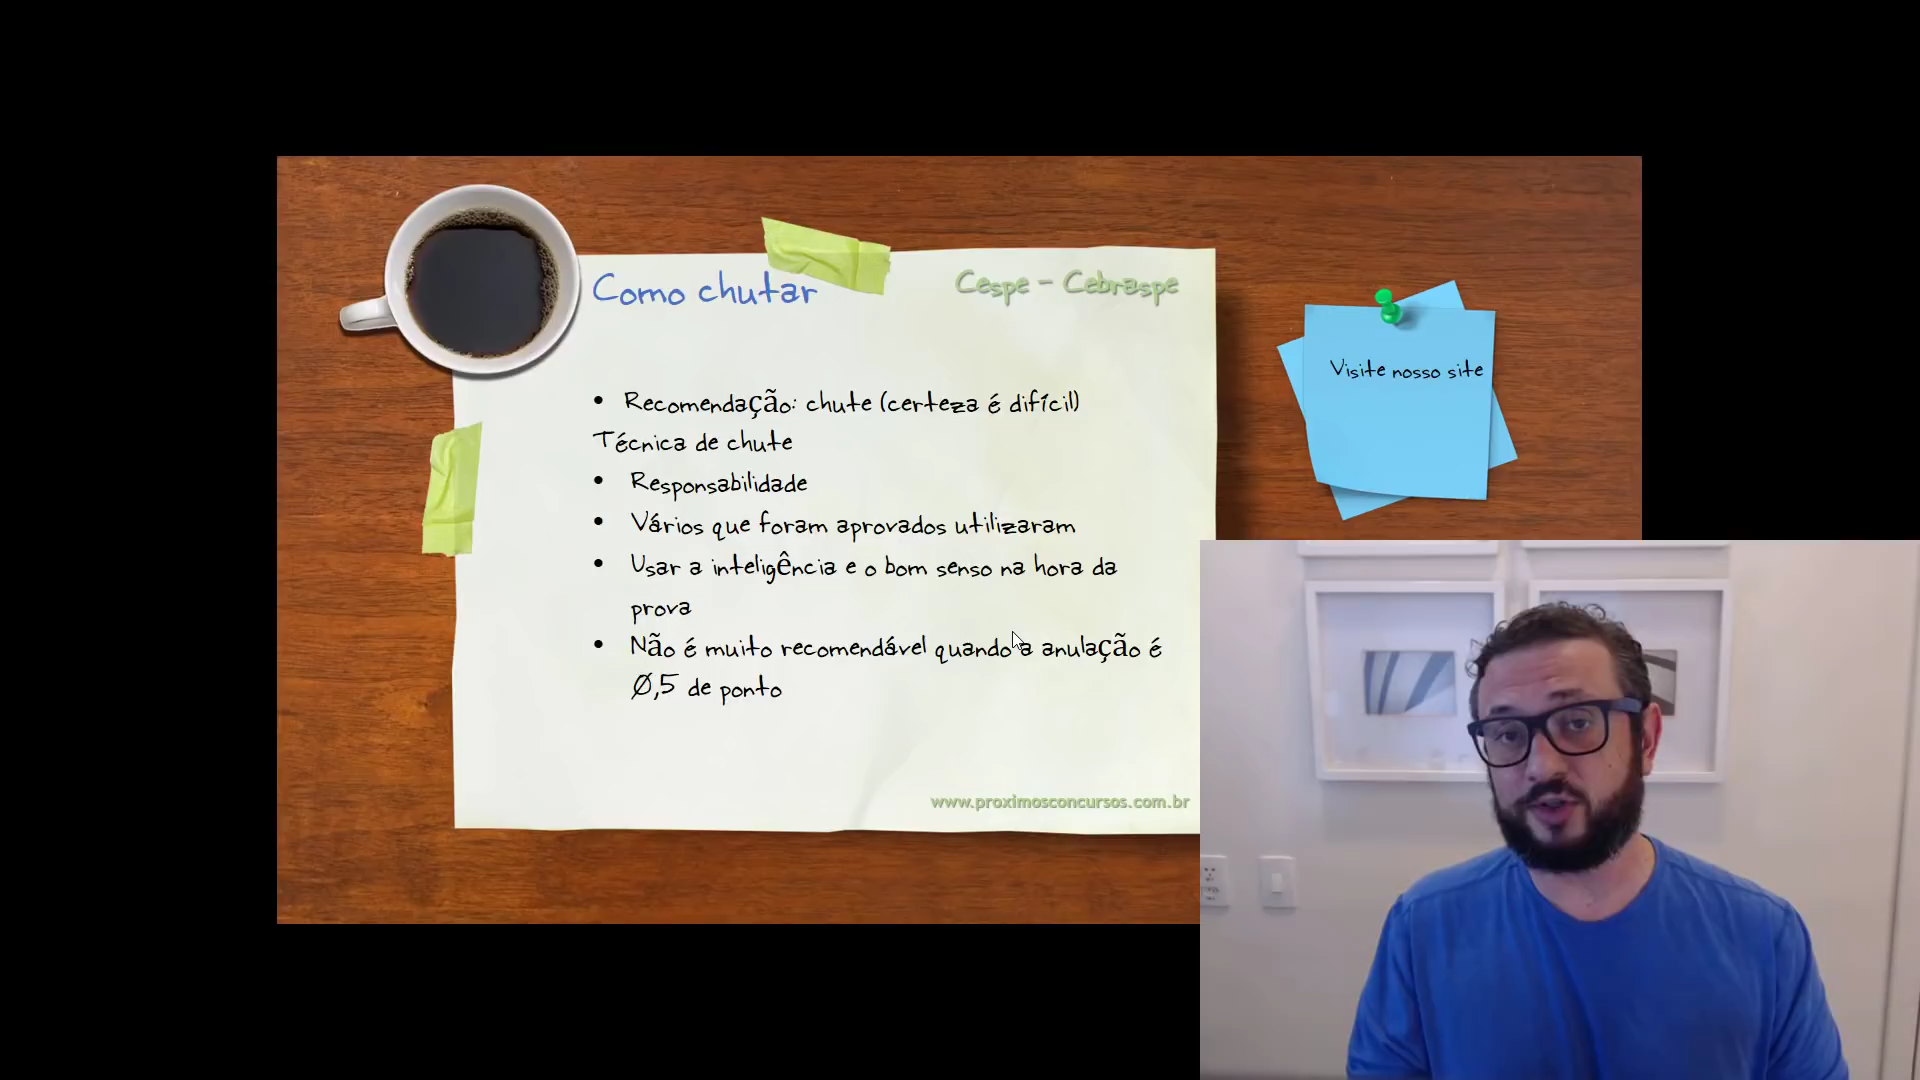 Como chutar
Cespe - Cebraspe
• Recomendação: chute (certeza é difícil)
Técnica de chute
• Responsabilidade
• Vários que foram aprovados utilizaram
• Usar a inteligência e o bom senso na hora da
prova
• Não é muito recomendável quando a anulação é
0,5 de ponto
www.proximosconcursos.com.br
Visite nosso site